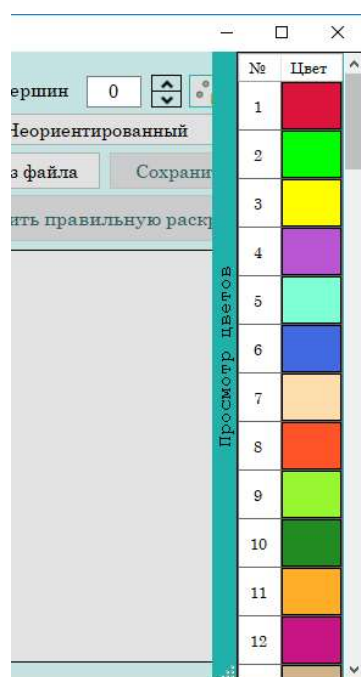 ершин 0
Неориентированный
з файла Сохрани
ить правильную раскр
Просмотр цветов
№ Цвет
1
2
3
4
5
6
7
8
9
10
11
12